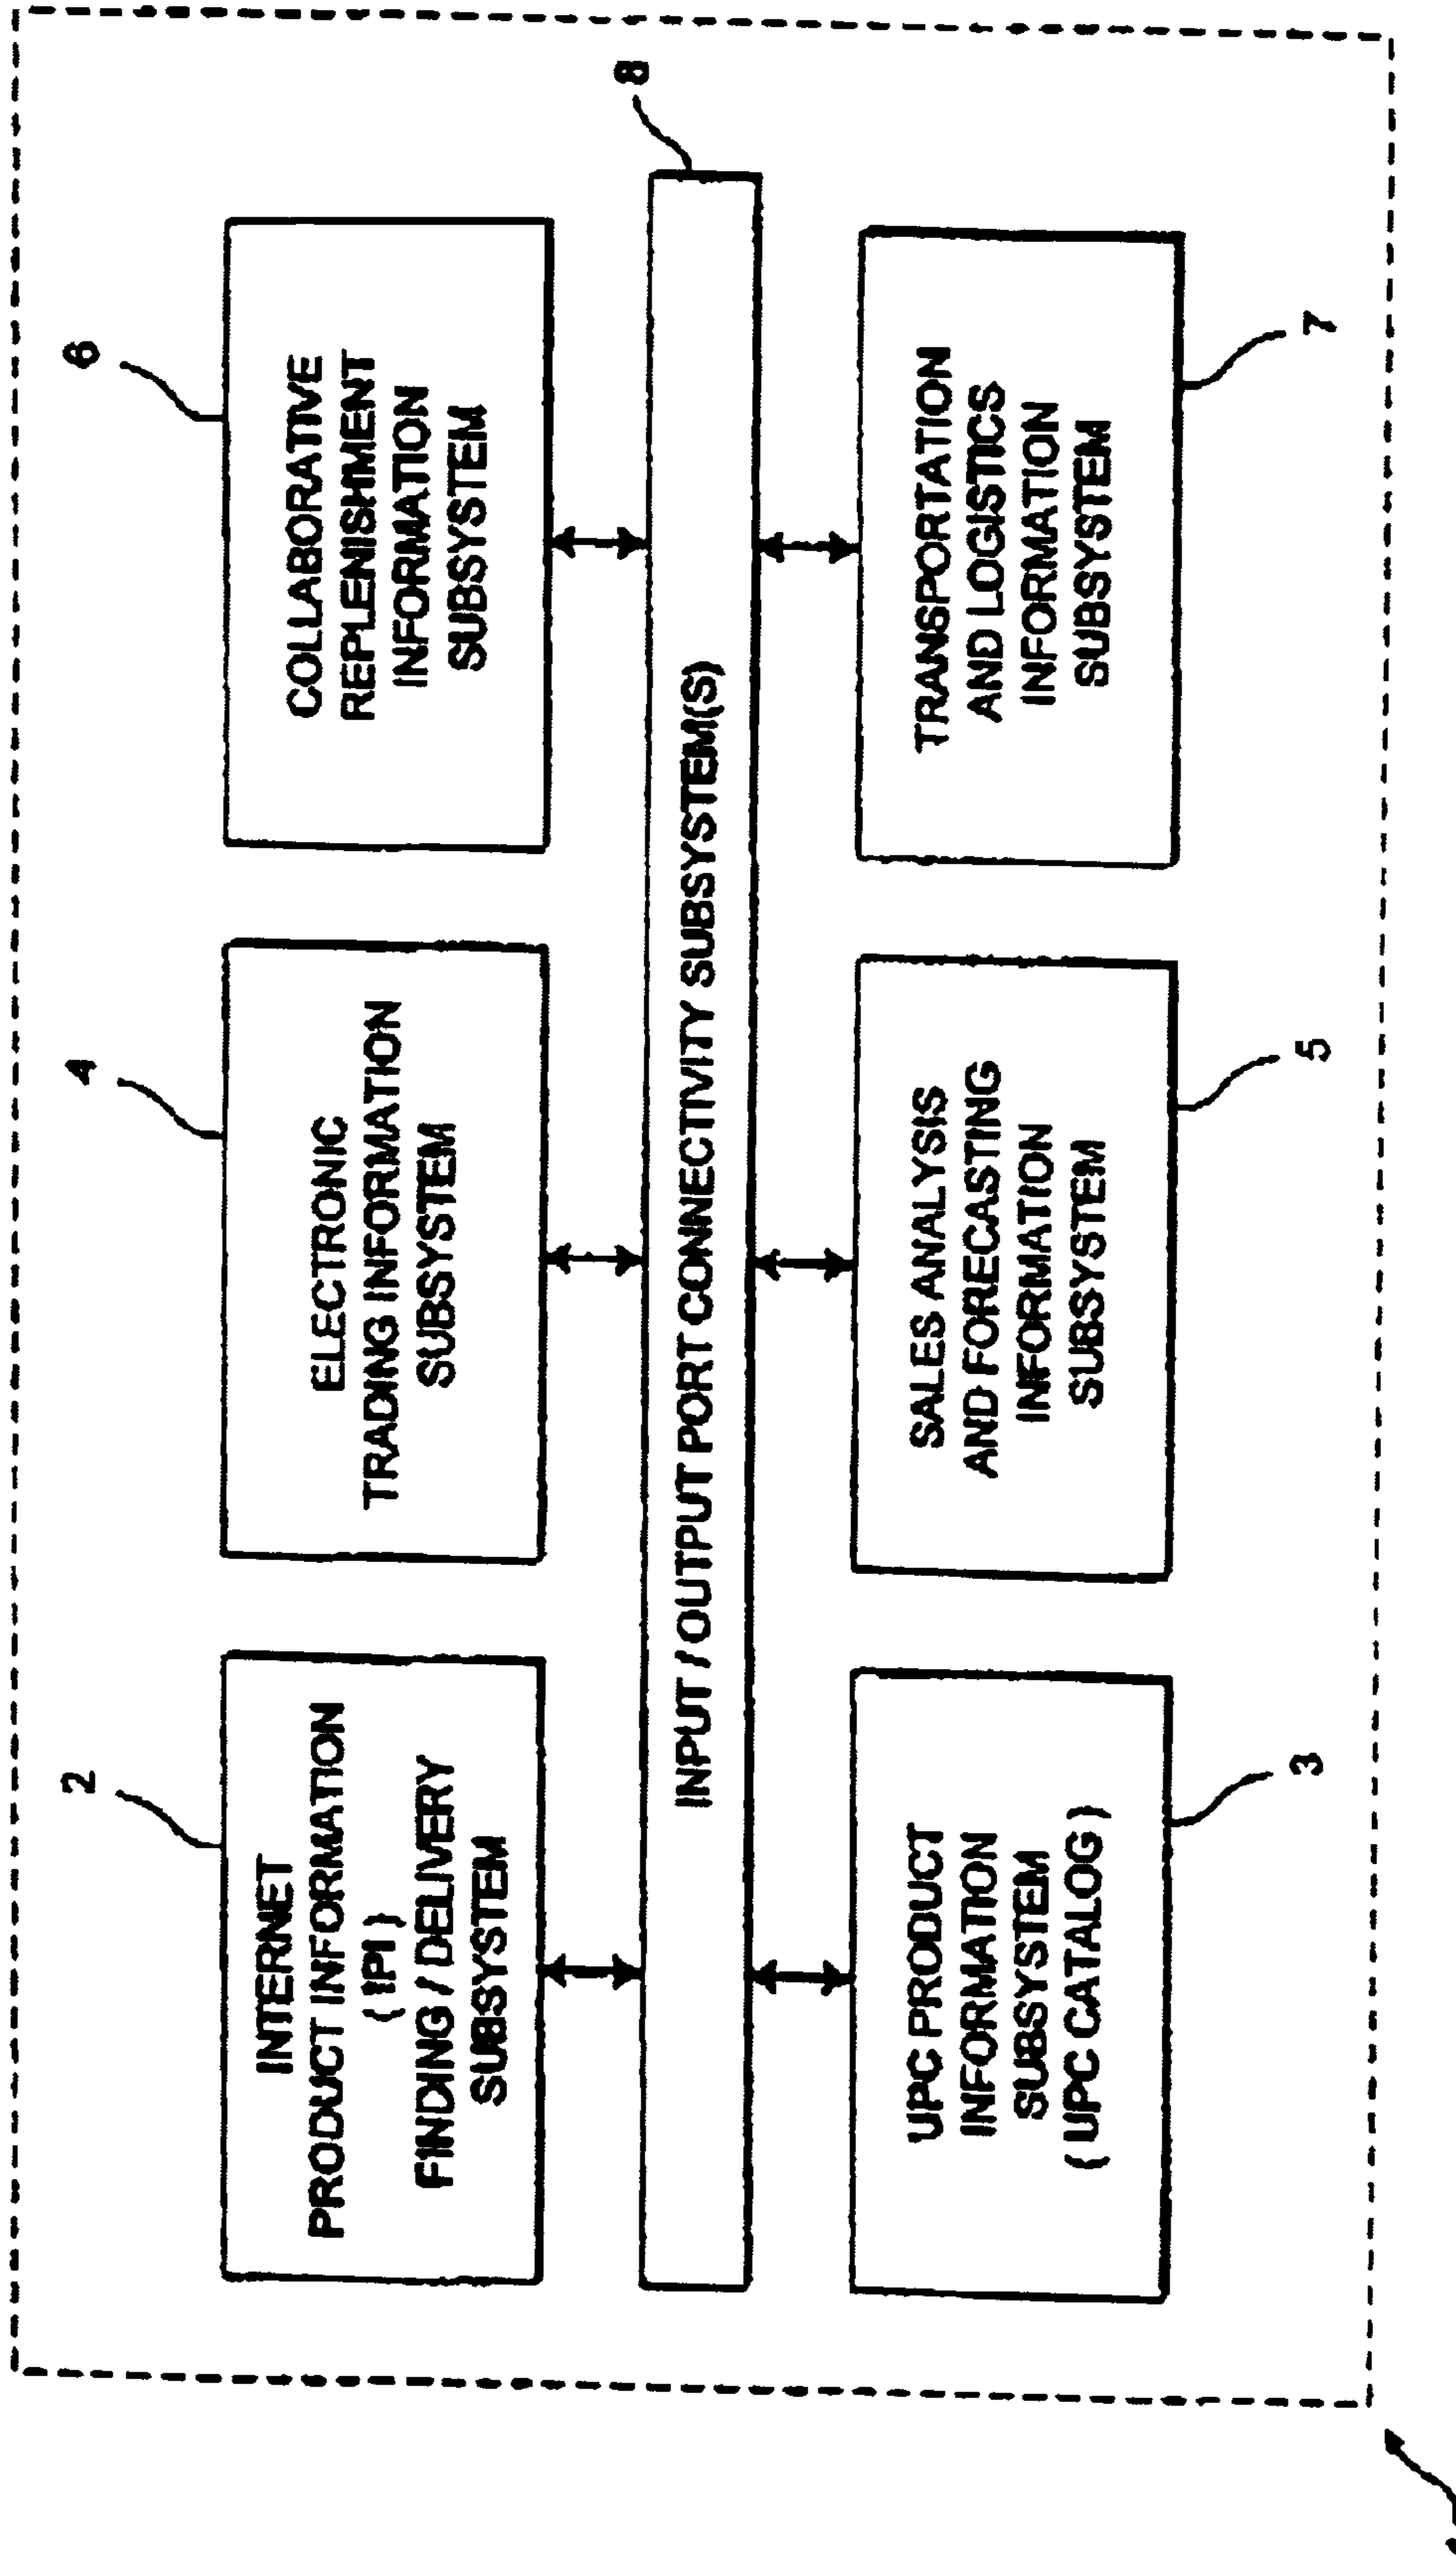 2
INTERNET
PRODUCT INFORMATION
( IPI )
FINDING / DELIVERY
SUBSYSTEM
4
ELECTRONIC
TRADING INFORMATION
SUBSYSTEM
6
COLLABORATIVE
REPLENISHMENT
INFORMATION
SUBSYSTEM
8
INPUT / OUTPUT PORT CONNECTIVITY SUBSYSTEM(S)
UPC PRODUCT
INFORMATION
SUBSYSTEM
( UPC CATALOG )
3
SALES ANALYSIS
AND FORECASTING
INFORMATION
SUBSYSTEM
5
TRANSPORTATION
AND LOGISTICS
INFORMATION
SUBSYSTEM
7